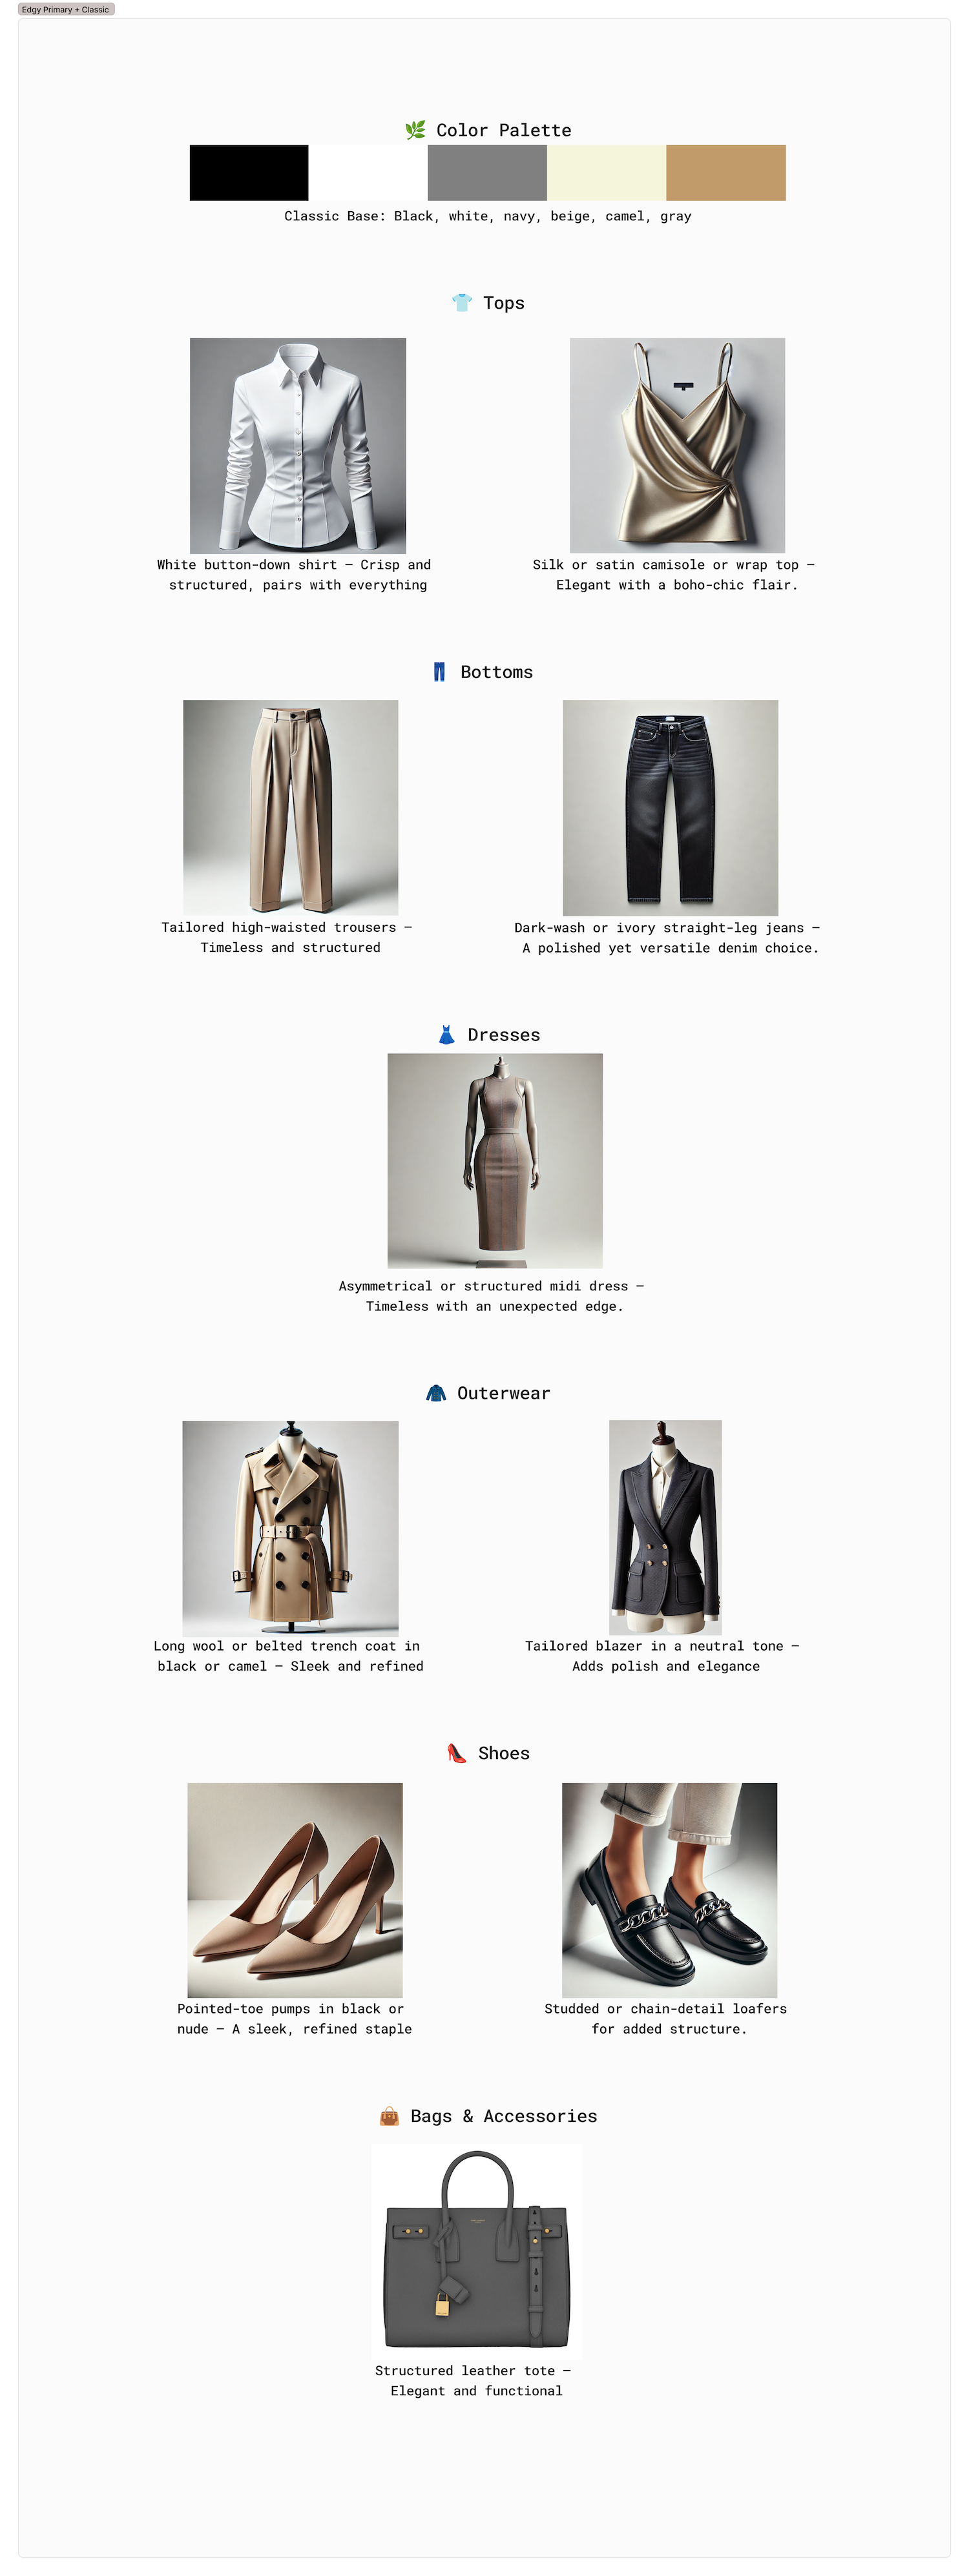 Edgy Primary + Classic
🌿 Color Palette
Classic Base: Black, white, navy, beige, camel, gray
👕 Tops
White button-down shirt – Crisp and
structured, pairs with everything
Silk or satin camisole or wrap top –
Elegant with a boho-chic flair.
👖 Bottoms
Tailored high-waisted trousers –
Timeless and structured
Dark-wash or ivory straight-leg jeans –
A polished yet versatile denim choice.
👗 Dresses
Asymmetrical or structured midi dress –
Timeless with an unexpected edge.
🧥 Outerwear
Long wool or belted trench coat in
black or camel – Sleek and refined
Tailored blazer in a neutral tone –
Adds polish and elegance
👠 Shoes
Pointed-toe pumps in black or
nude – A sleek, refined staple
Studded or chain-detail loafers
for added structure.
👜 Bags & Accessories
Structured leather tote –
Elegant and functional